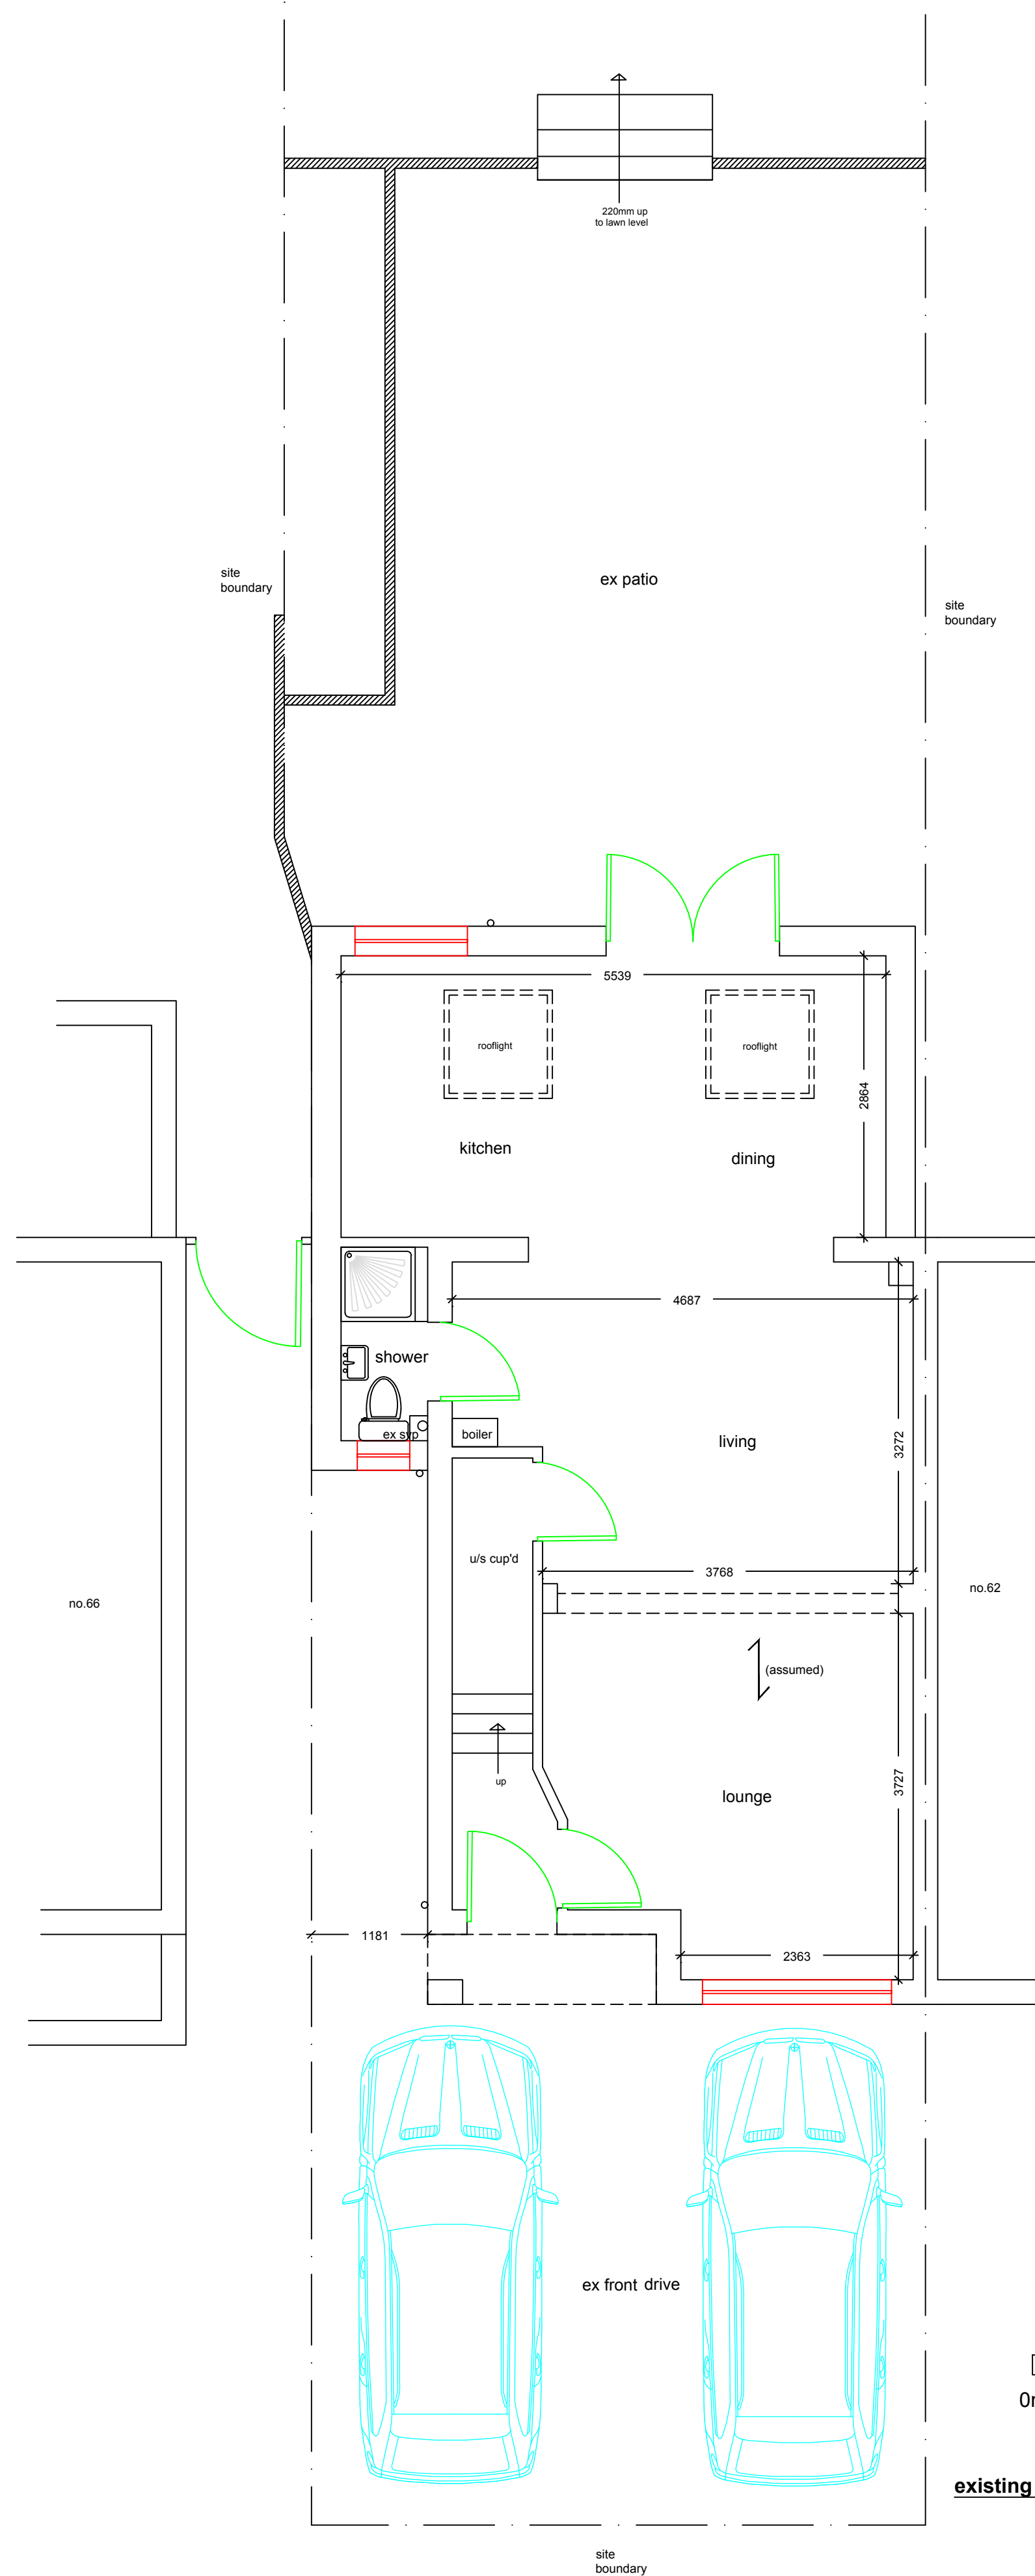 220mm up
to lawn level
site
boundary
ex patio
site
boundary
5539
rooflight
rooflight
2864
kitchen
dining
4687
shower
ex svp
boiler
living
3272
u/s cup'd
3768
no.66
no.62
(assumed)
up
lounge
3727
1181
2363
ex front drive
existing
site
boundary